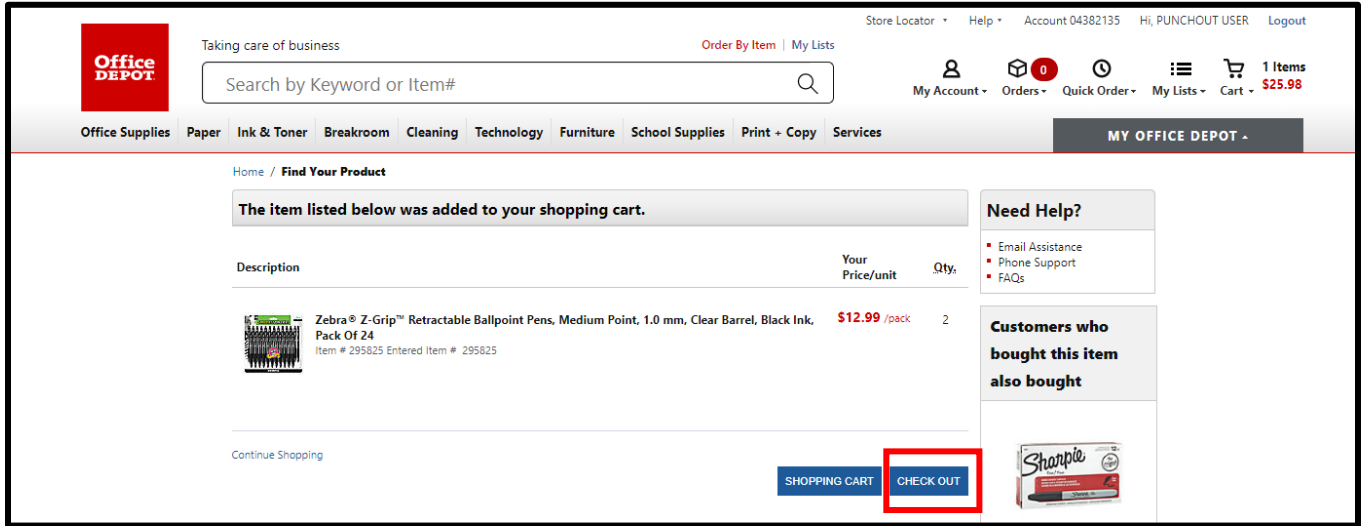 Store Locator Help Account 04382135 Hi, PUNCHOUT USER Logout
Office
DEPOT
Taking care of business
Order By Item | My Lists
Search by Keyword or Item#
My Account
0
Orders
Quick Order
My Lists
Cart
1 Items
$25.98
Office Supplies Paper Ink & Toner Breakroom Cleaning Technology Furniture School Supplies Print + Copy Services
MY OFFICE DEPOT
Home / Find Your Product
The item listed below was added to your shopping cart.
Description
Your
Price/unit
Qty.
Zebra® Z-Grip™ Retractable Ballpoint Pens, Medium Point, 1.0 mm, Clear Barrel, Black Ink,
Pack Of 24
Item # 295825 Entered Item # 295825
$12.99 /pack
2
Continue Shopping
SHOPPING CART
CHECK OUT
Need Help?
Email Assistance
Phone Support
FAQs
Customers who
bought this item
also bought
Sharpie